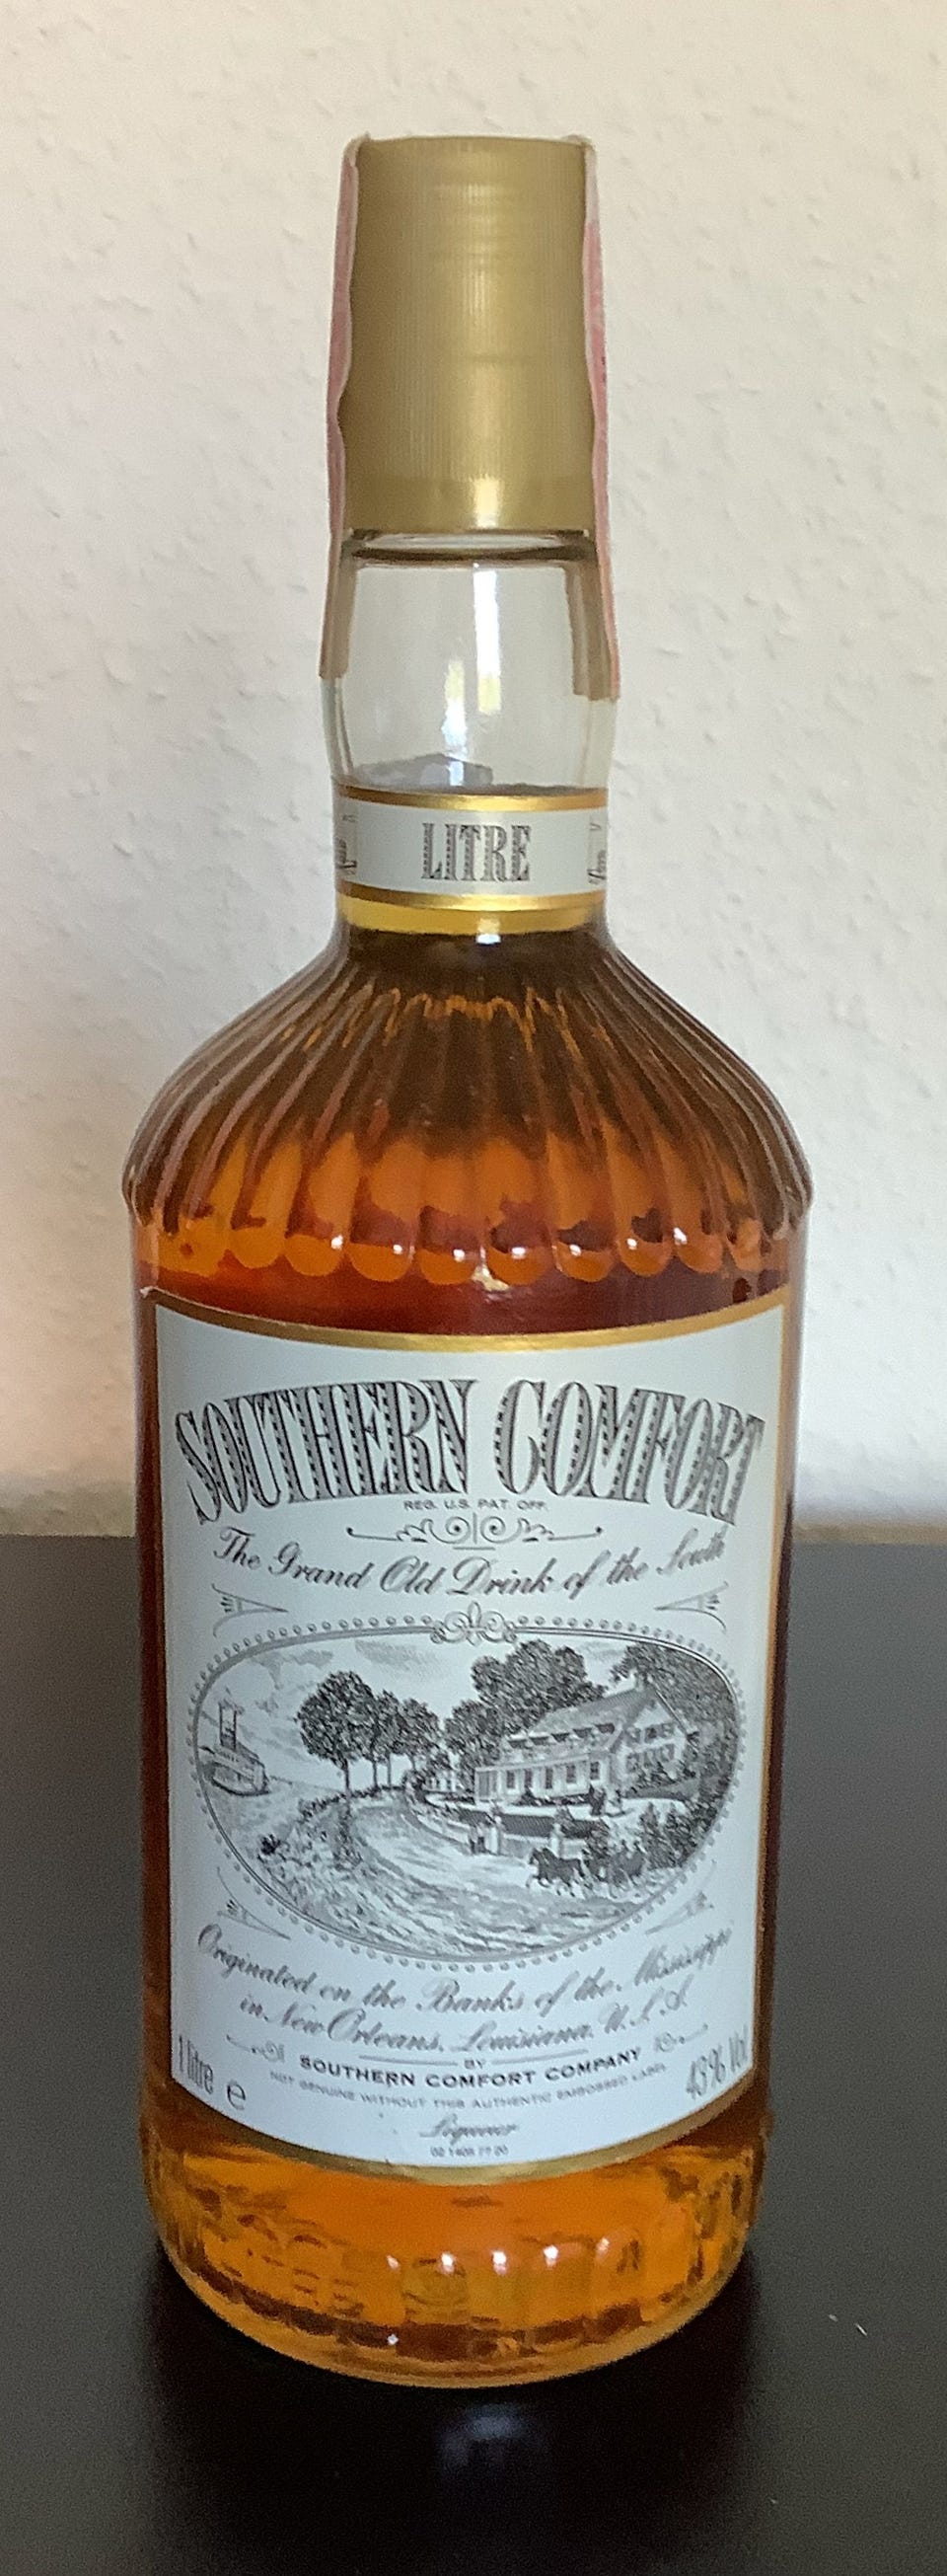 LITRE
SOUTHERN COMFORT
REG. U.S. PAT. OFF.
The Grand Old Drink of the South
Originated on the Banks of the Mississippi
in New Orleans, Louisiana, U.S.A.
BY
SOUTHERN COMFORT COMPANY
NOT GENUINE WITHOUT THIS AUTHENTIC EMBOSSED LABEL
1 litre e
43% Vol.
Liqueur